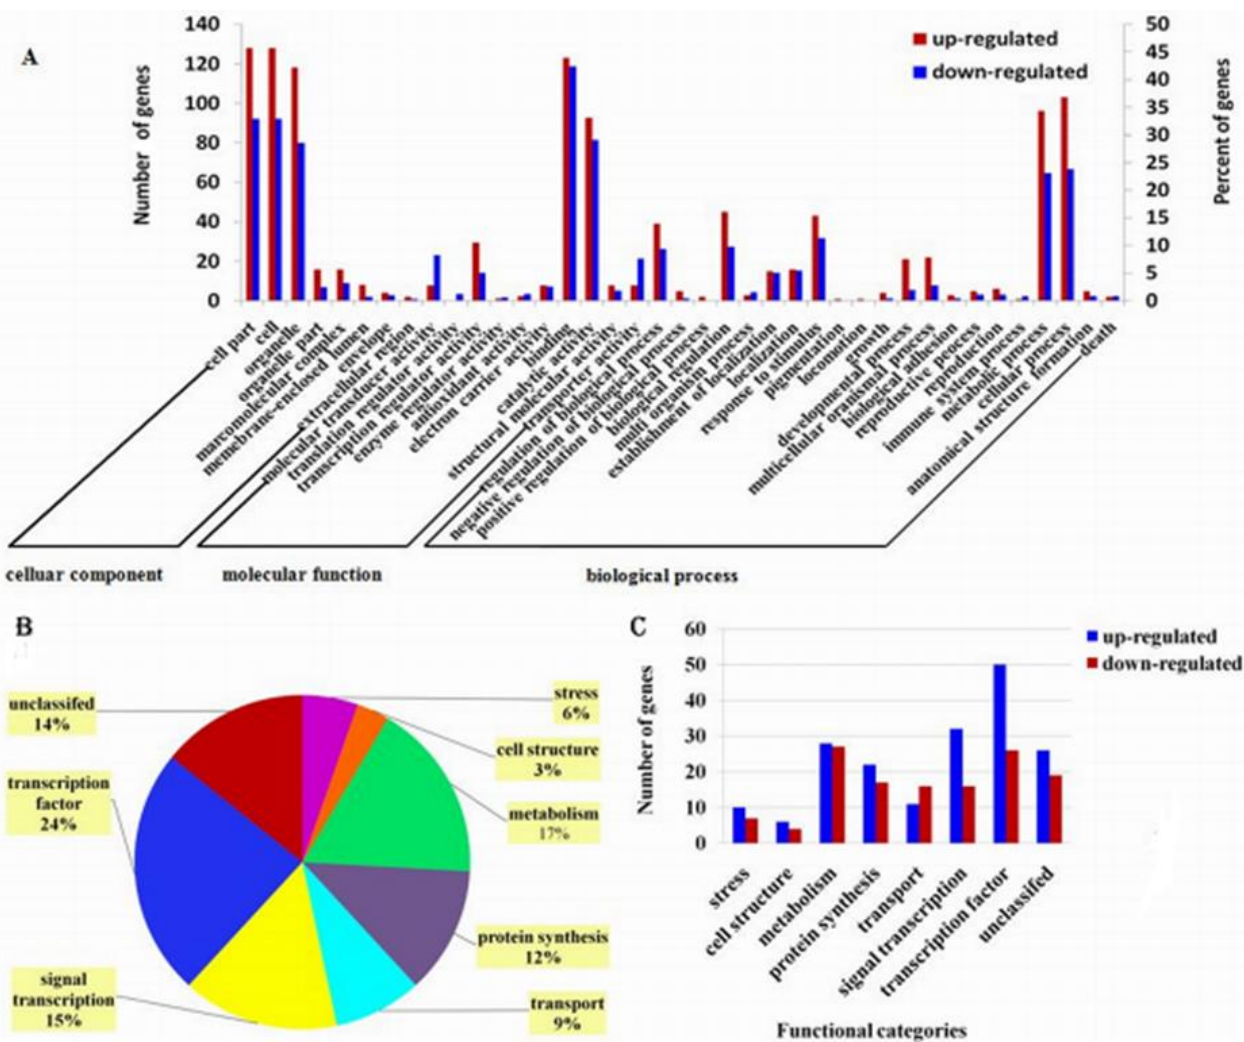 A
Number of genes
140
120
100
80
60
40
20
0
50
45
40
35
30
25
20
15
10
5
0
Percent of genes
up-regulated
down-regulated
cell part
cell
organelle
organelle part
marcomolecular complex
memebrane-enclosed lumen
envelope
extracellular region
molecular transducer activity
translation regulator activity
transcription regulator activity
enzyme regulator activity
antioxidant activity
electron carrier activity
binding
catalytic activity
structural molecular activity
transporter activity
regulation of biological process
negative regulation of biological process
positive regulation of biological process
biological regulation
multi organism process
establishment of localization
localization
response to stimulus
pigmentation
locomotion
growth
developmental process
multicellular oranismal process
biological adhesion
reproductive process
reproduction
immune system process
metabolic process
cellular process
anatomical structure formation
death
celluar component
molecular function
biological process
B
unclassifed
14%
transcription
factor
24%
signal
transcription
15%
stress
6%
cell structure
3%
metabolism
17%
protein synthesis
12%
transport
9%
C
Number of genes
60
50
40
30
20
10
0
up-regulated
down-regulated
stress
cell structure
metabolism
protein synthesis
transport
signal transcription
transcription factor
unclassifed
Functional categories